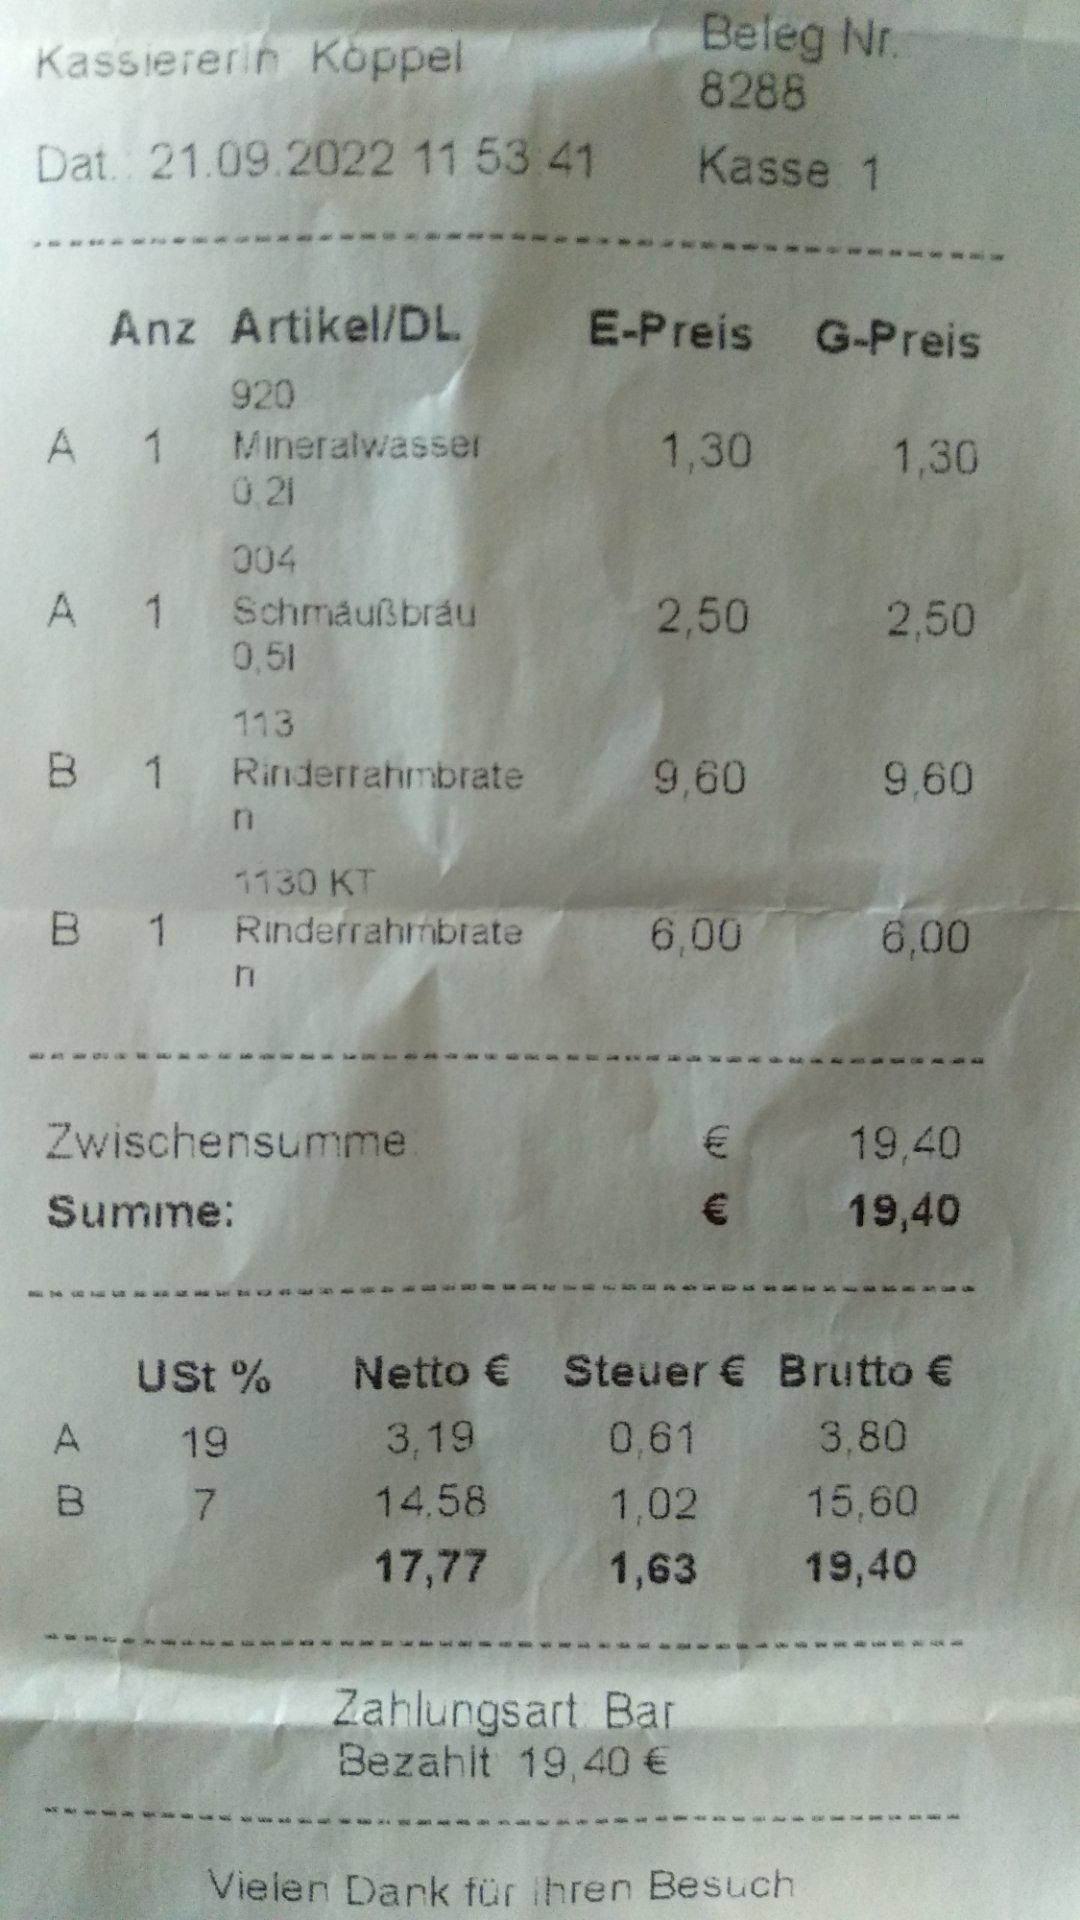 Kassiererin Koppel Beleg Nr.
8288
Dat.: 21.09.2022 11:53:41 Kasse 1
Anz Artikel/DL E-Preis G-Preis
920
A 1 Mineralwasser 1,30 1,30
0,2l
004
A 1 Schmaußbräu 2,50 2,50
0,5l
113
B 1 Rinderrahmbrate 9,60 9,60
n
1130 KT
B 1 Rinderrahmbrate 6,00 6,00
n
Zwischensumme € 19,40
Summe: € 19,40
USt % Netto € Steuer € Brutto €
A 19 3,19 0,61 3,80
B 7 14,58 1,02 15,60
17,77 1,63 19,40
Zahlungsart: Bar
Bezahlt 19,40 €
Vielen Dank für Ihren Besuch